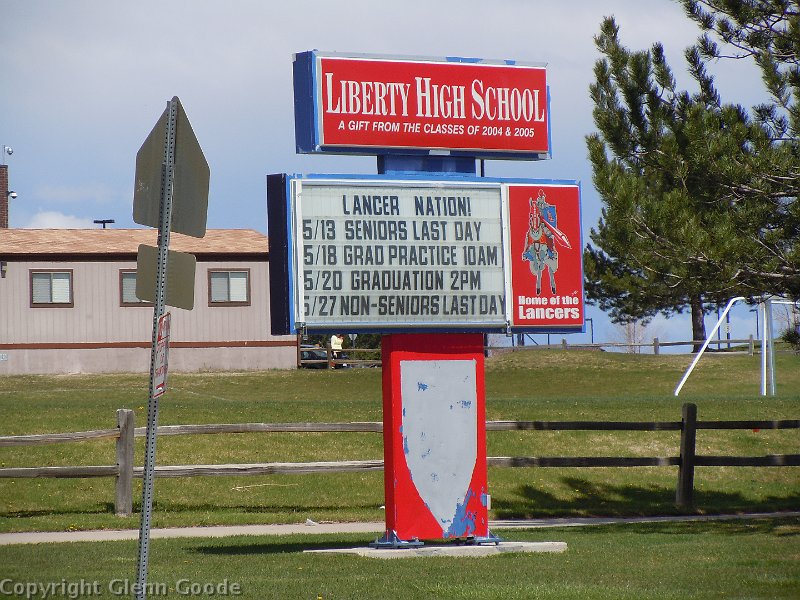 LIBERTY HIGH SCHOOL
A GIFT FROM THE CLASSES OF 2004 & 2005
LANCER NATION!
5/13 SENIORS LAST DAY
5/18 GRAD PRACTICE 10AM
5/20 GRADUATION 2PM
5/27 NON-SENIORS LAST DAY
Home of the
Lancers
Copyright Glenn Goode